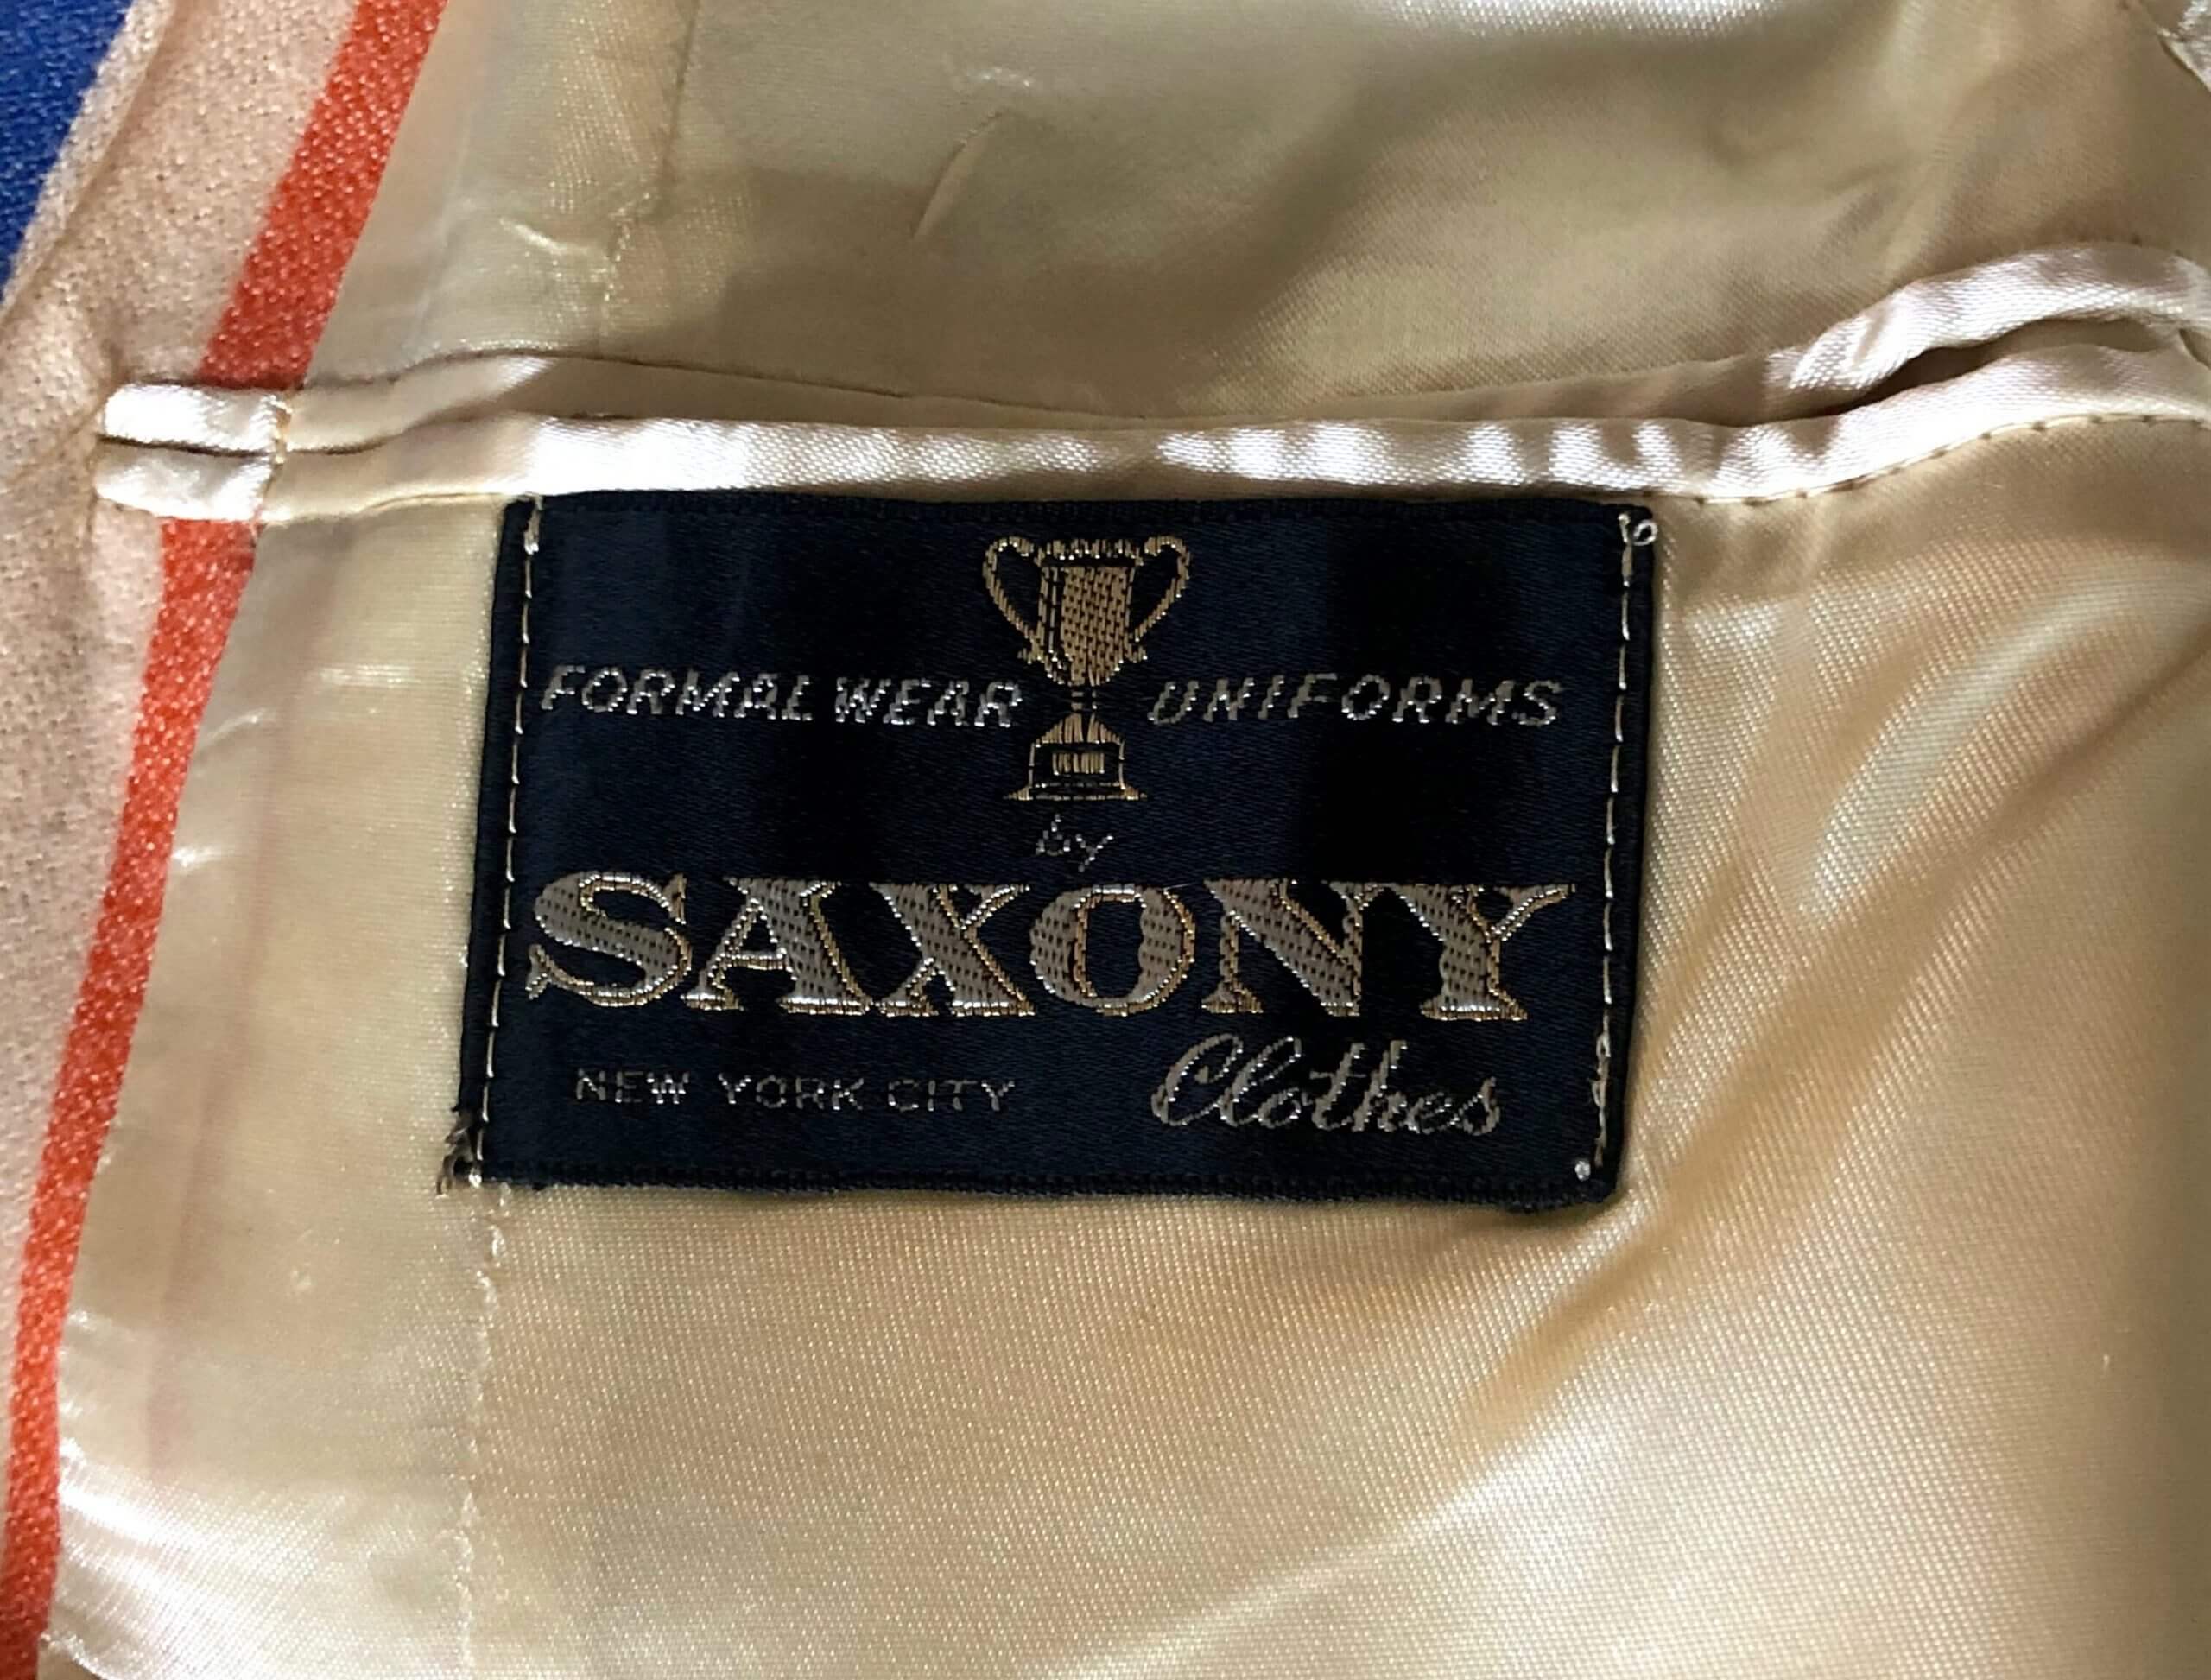 FORMAL WEAR UNIFORMS
by
SAXONY
NEW YORK CITY Clothes